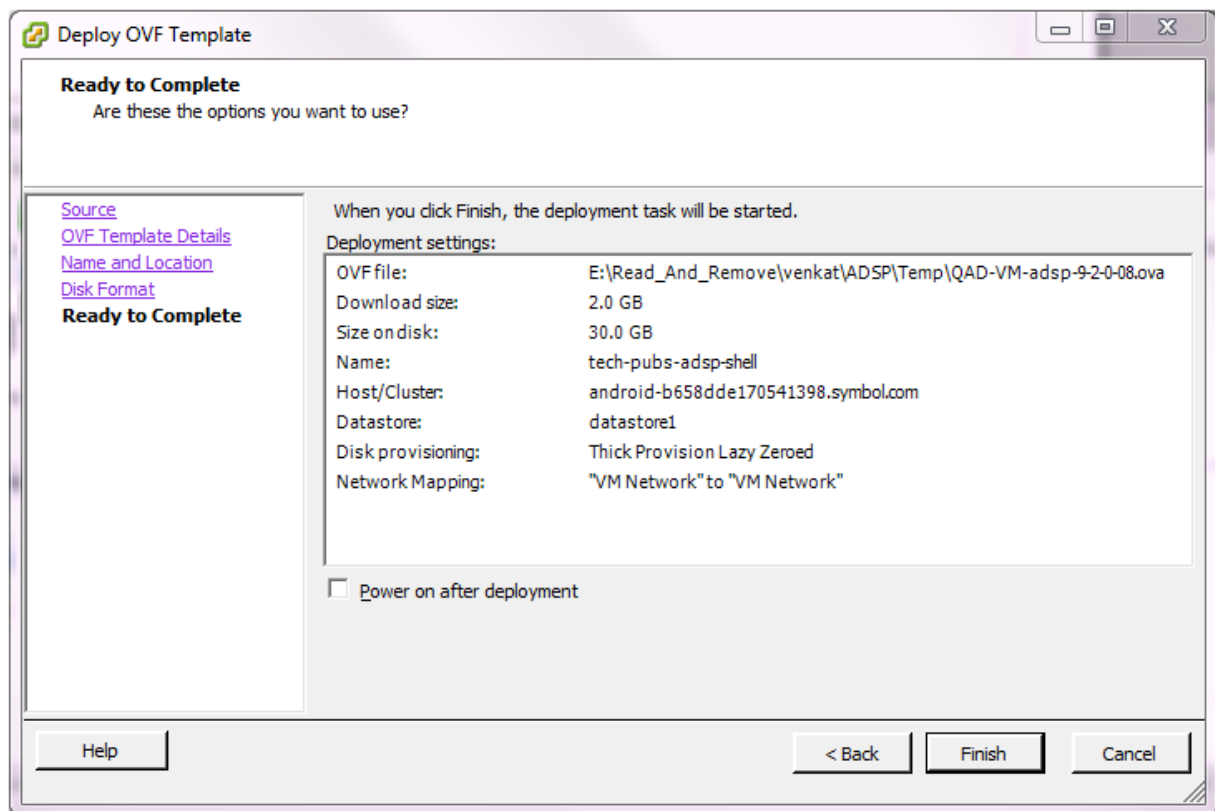 Deploy OVF Template
Ready to Complete
Are these the options you want to use?
Source
OVF Template Details
Name and Location
Disk Format
Ready to Complete
When you click Finish, the deployment task will be started.
Deployment settings:
OVF file: E:\Read_And_Remove\venkat\ADSP\Temp\QAD-VM-adsp-9-2-0-08.ova
Download size: 2.0 GB
Size on disk: 30.0 GB
Name: tech-pubs-adsp-shell
Host/Cluster: android-b658dde170541398.symbol.com
Datastore: datastore1
Disk provisioning: Thick Provision Lazy Zeroed
Network Mapping: "VM Network" to "VM Network"
Power on after deployment
Help
< Back
Finish
Cancel